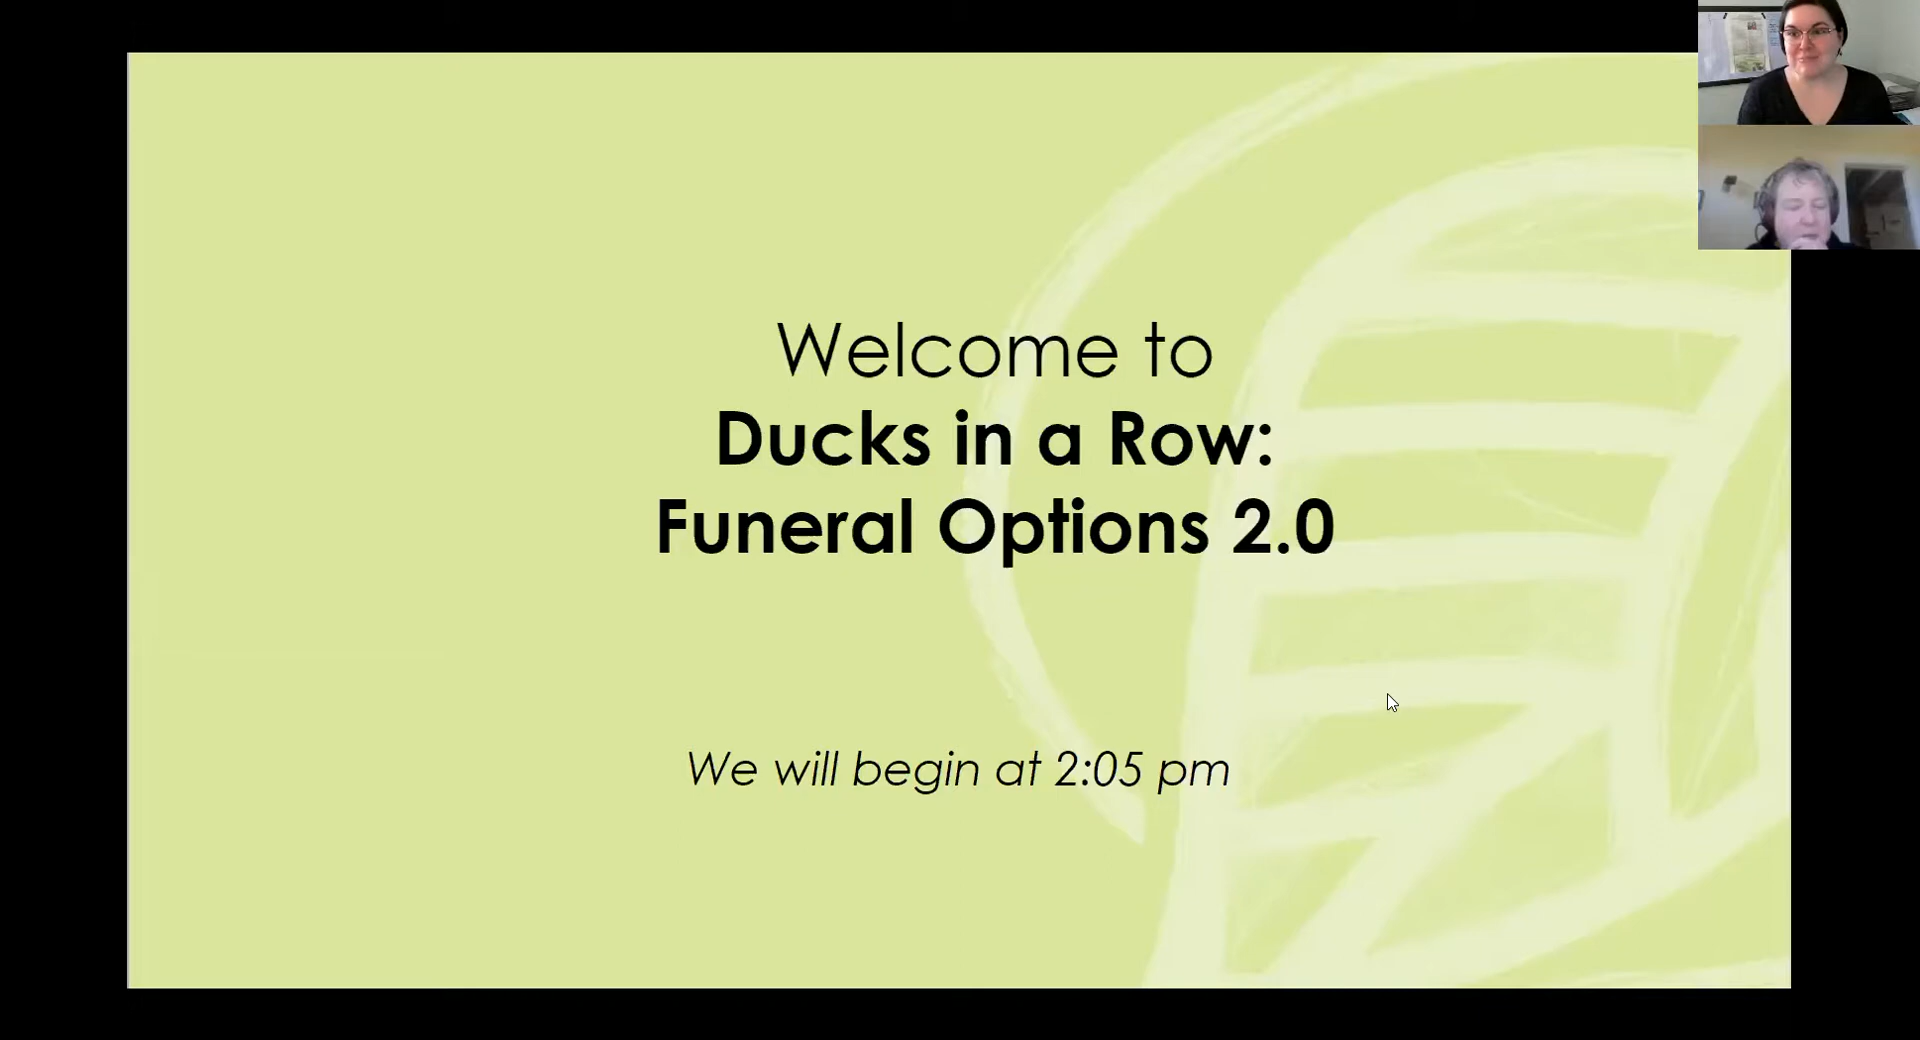 Welcome to
Ducks in a Row:
Funeral Options 2.0
We will begin at 2:05 pm